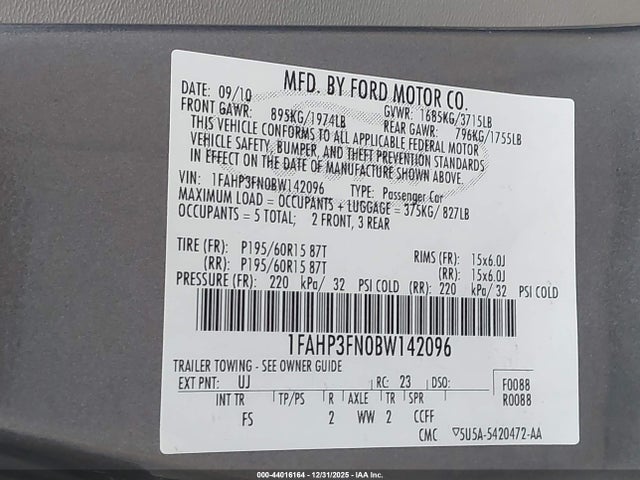 MFD. BY FORD MOTOR CO.
DATE: 09/10 GVWR: 1685KG/3715LB
FRONT GAWR: 895KG/1974LB REAR GAWR: 796KG/1755LB
THIS VEHICLE CONFORMS TO ALL APPLICABLE FEDERAL MOTOR
VEHICLE SAFETY, BUMPER, AND THEFT PREVENTION STANDARDS
IN EFFECT ON THE DATE OF MANUFACTURE SHOWN ABOVE.
VIN: 1FAHP3FN0BW142096 TYPE: Passenger Car
MAXIMUM LOAD = OCCUPANTS + LUGGAGE = 375KG/ 827LB
OCCUPANTS = 5 TOTAL; 2 FRONT, 3 REAR
TIRE (FR): P195/60R15 87T RIMS (FR): 15x6.0J
(RR): P195/60R15 87T (RR): 15x6.0J
PRESSURE (FR): 220 kPa/ 32 PSI COLD (RR): 220 kPa/ 32 PSI COLD
1FAHP3FN0BW142096
TRAILER TOWING - SEE OWNER GUIDE
EXT PNT: UJ RC: 23 DSO: F0088
INT TR TP/PS R AXLE TR SPR R0088
FS 2 WW 2 CCFF
CMC ▽5U5A-5420472-AA
000-44016164 - 12/31/2025 - IAAI.com